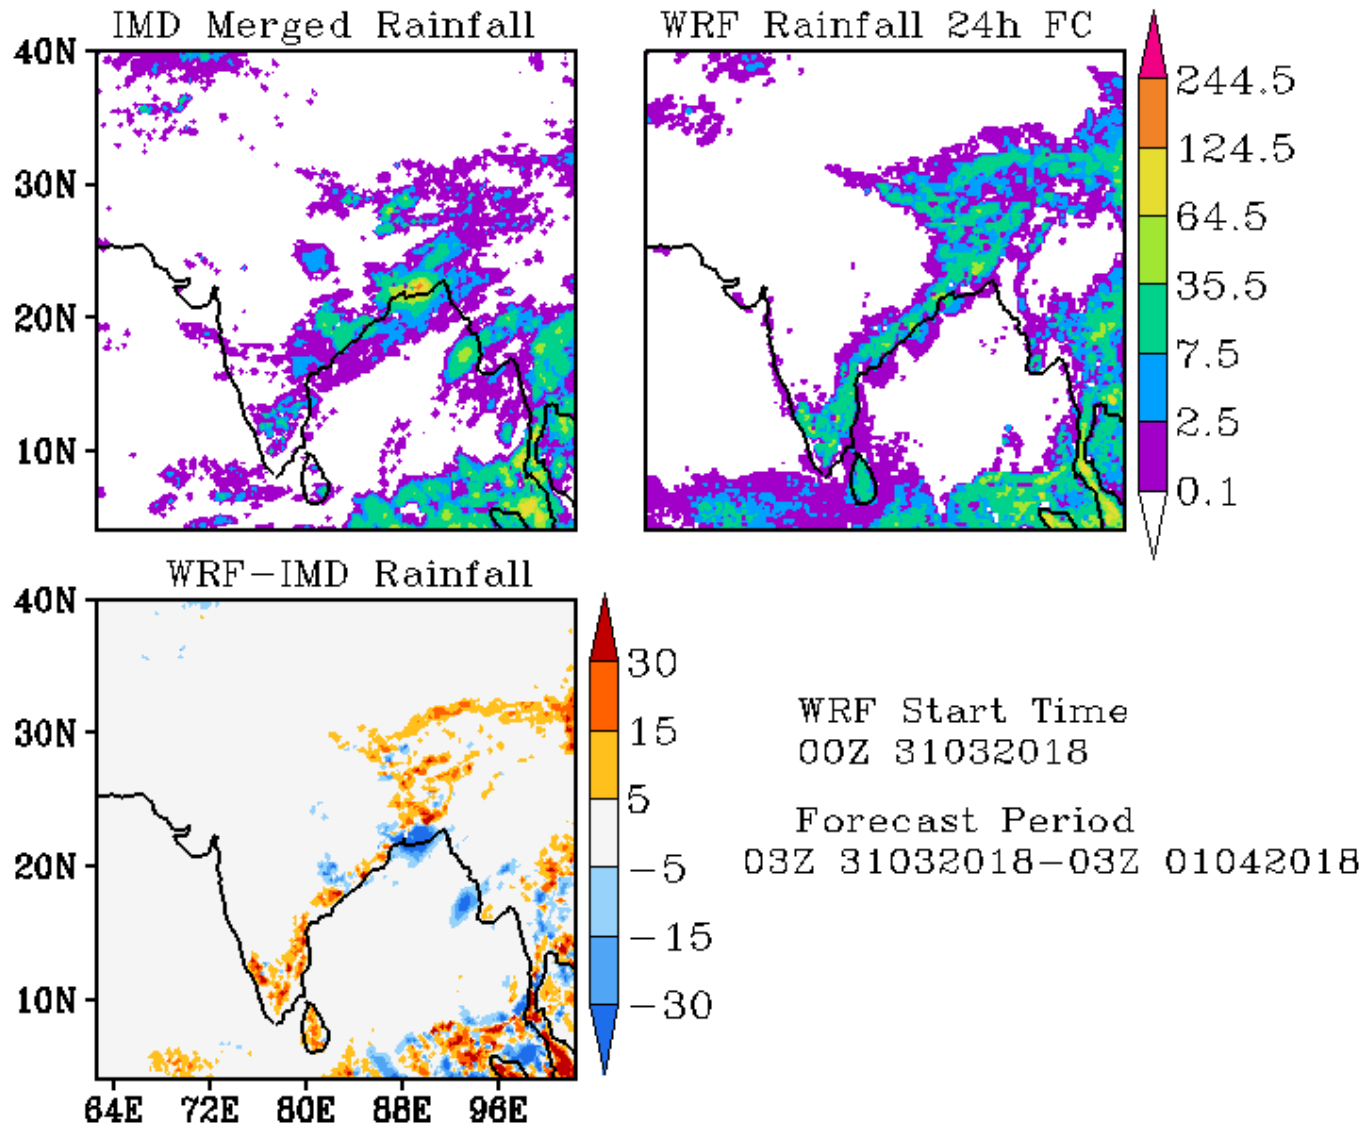 IMD Merged Rainfall
WRF Rainfall 24h FC
40N
30N
20N
10N
244.5
124.5
64.5
35.5
7.5
2.5
0.1
WRF-IMD Rainfall
40N
30N
20N
10N
64E 72E 80E 88E 96E
30
15
5
-5
-15
-30
WRF Start Time
00Z 31032018
Forecast Period
03Z 31032018-03Z 01042018